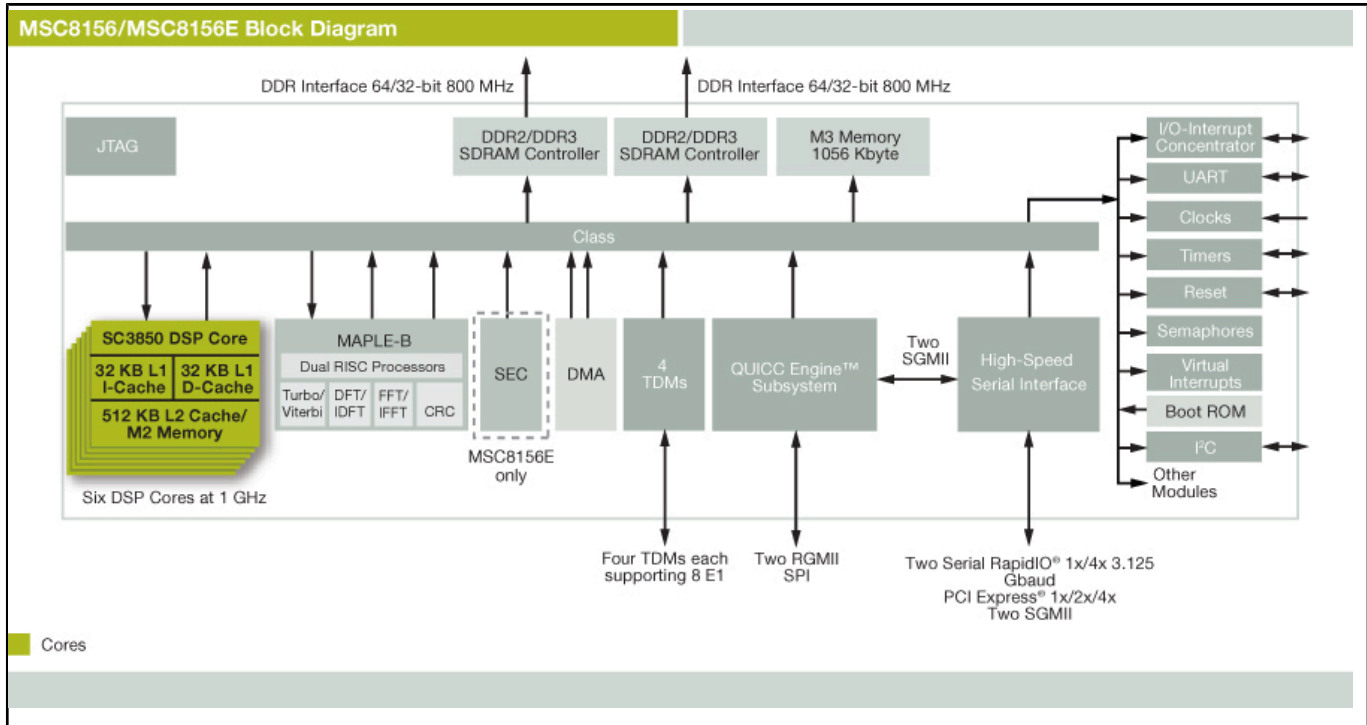 MSC8156/MSC8156E Block Diagram
DDR Interface 64/32-bit 800 MHz
DDR Interface 64/32-bit 800 MHz
JTAG
DDR2/DDR3
SDRAM Controller
DDR2/DDR3
SDRAM Controller
M3 Memory
1056 Kbyte
I/O-Interrupt
Concentrator
UART
Clocks
Timers
Reset
Semaphores
Virtual
Interrupts
Boot ROM
I²C
Other
Modules
Class
SC3850 DSP Core
32 KB L1
I-Cache
32 KB L1
D-Cache
512 KB L2 Cache/
M2 Memory
Six DSP Cores at 1 GHz
MAPLE-B
Dual RISC Processors
Turbo/
Viterbi
DFT/
IDFT
FFT/
IFFT
CRC
SEC
MSC8156E
only
DMA
4
TDMs
QUICC Engine™
Subsystem
Two
SGMII
High-Speed
Serial Interface
Four TDMs each
supporting 8 E1
Two RGMII
SPI
Two Serial RapidIO® 1x/4x 3.125
Gbaud
PCI Express® 1x/2x/4x
Two SGMII
Cores